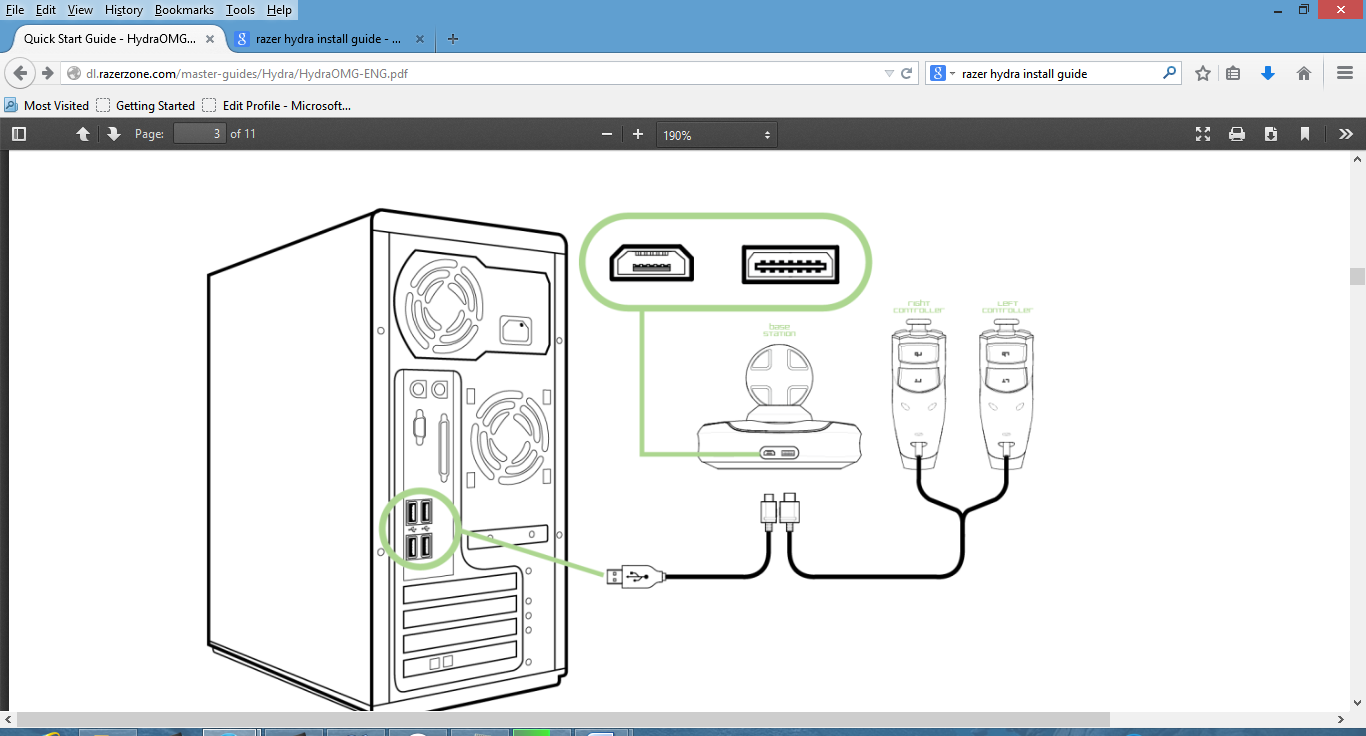 File Edit View History Bookmarks Tools Help
Quick Start Guide - HydraOMG... razer hydra install guide - ...
dl.razerzone.com/master-guides/Hydra/HydraOMG-ENG.pdf razer hydra install guide
Most Visited Getting Started Edit Profile - Microsoft...
Page: 3 of 11 190%
RIGHT LEFT
CONTROLLER CONTROLLER
BASE
STATION